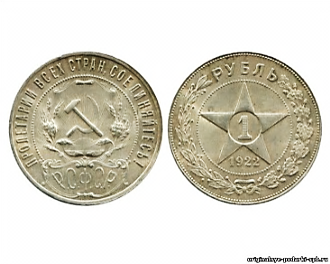 ПРОЛЕТАРИИ ВСЕХ СТРАН, СОЕДИНЯЙТЕСЬ!
РСФСР
РУБЛЬ
1
1922
originalnye-podarki-spb.ru